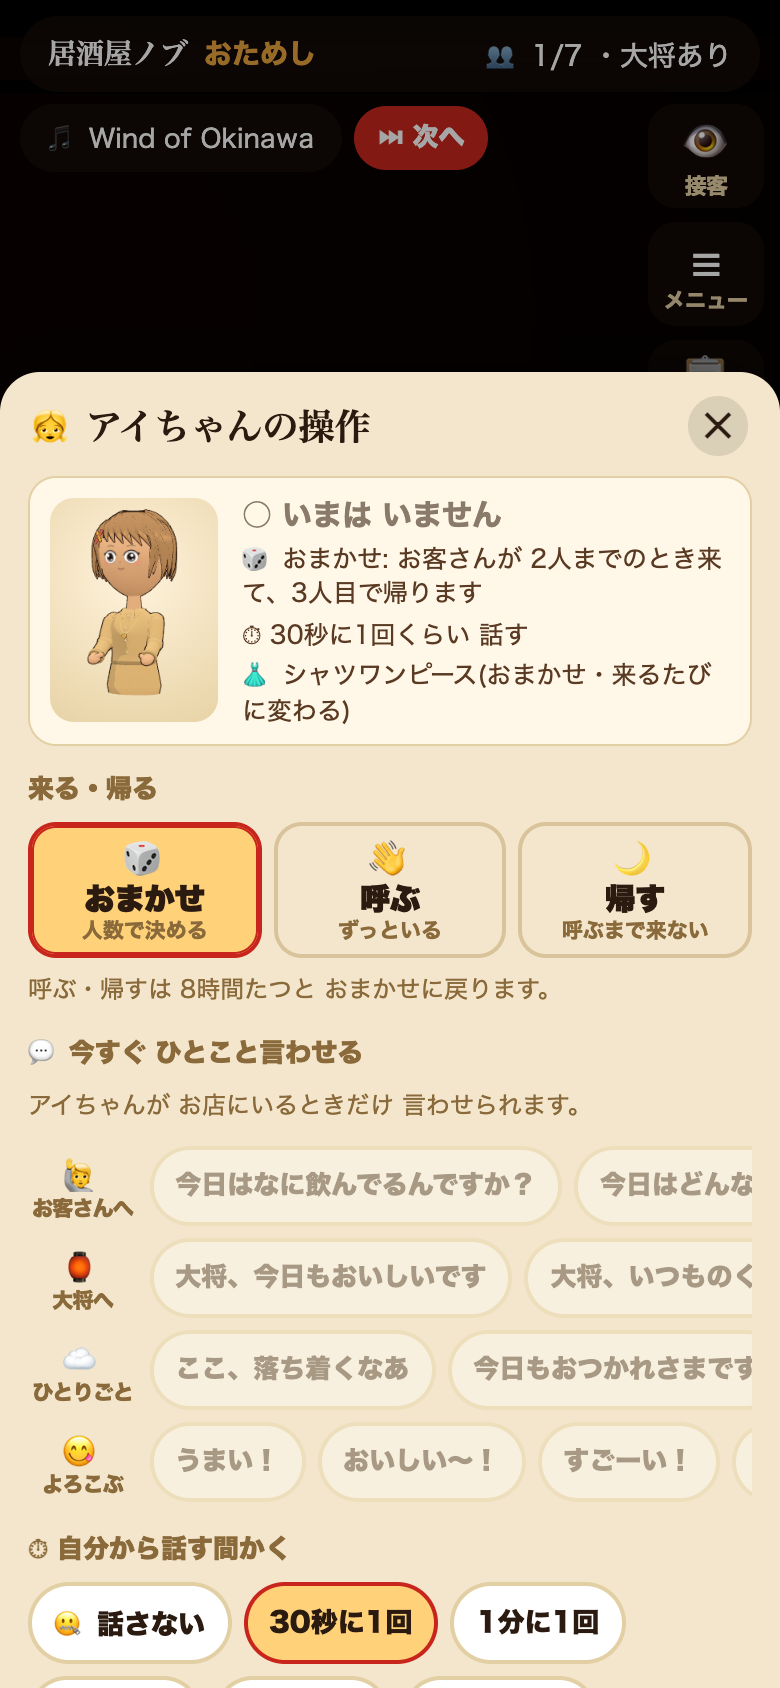 居酒屋ノブ おためし 👥 1/7 ・大将あり
🎵 Wind of Okinawa ⏭ 次へ
接客
メニュー
👧 アイちゃんの操作
○ いまは いません
🎲 おまかせ: お客さんが 2人までのとき来
て、3人目で帰ります
⏱ 30秒に1回くらい 話す
👗 シャツワンピース(おまかせ・来るたび
に変わる)
来る・帰る
おまかせ 呼ぶ 帰す
人数で決める ずっといる 呼ぶまで来ない
呼ぶ・帰すは 8時間たつと おまかせに戻ります。
💬 今すぐ ひとこと言わせる
アイちゃんが お店にいるときだけ 言わせられます。
お客さんへ 今日はなに飲んでるんですか？ 今日はどんな
大将へ 大将、今日もおいしいです 大将、いつものく
ひとりごと ここ、落ち着くなあ 今日もおつかれさまです
よろこぶ うまい！ おいしい〜！ すごーい！
⏱ 自分から話す間かく
🤐 話さない 30秒に1回 1分に1回